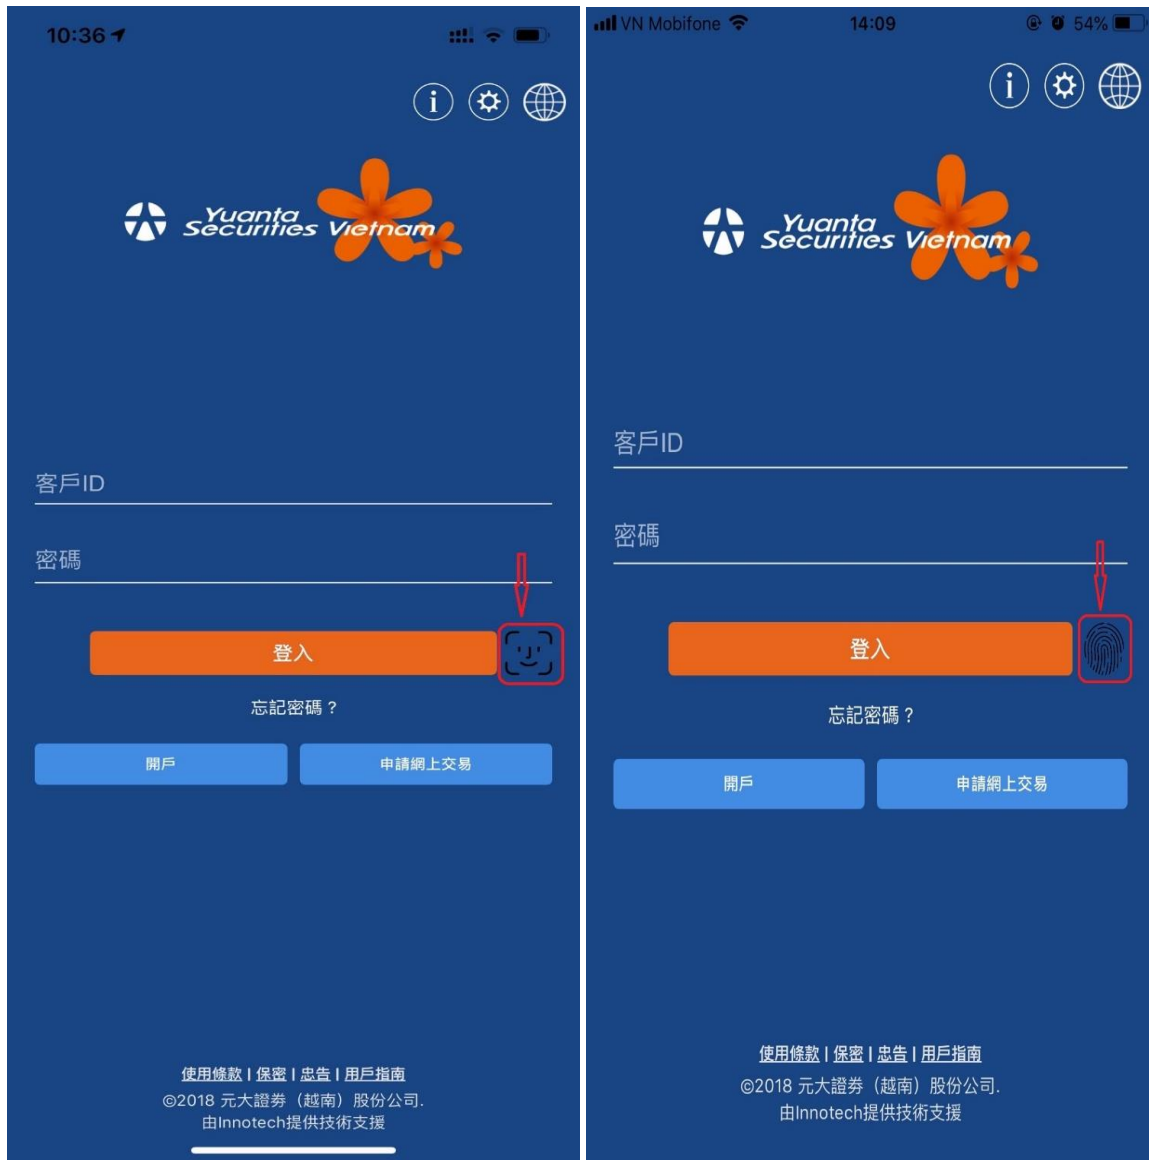 10:36
Yuanta
Securities Vietnam
客戶ID
密碼
登入
忘記密碼？
開戶
申請網上交易
使用條款 | 保密 | 忠告 | 用戶指南
©2018 元大證券（越南）股份公司.
由Innotech提供技術支援
VN Mobifone 14:09 54%
Yuanta
Securities Vietnam
客戶ID
密碼
登入
忘記密碼？
開戶
申請網上交易
使用條款 | 保密 | 忠告 | 用戶指南
©2018 元大證券（越南）股份公司.
由Innotech提供技術支援